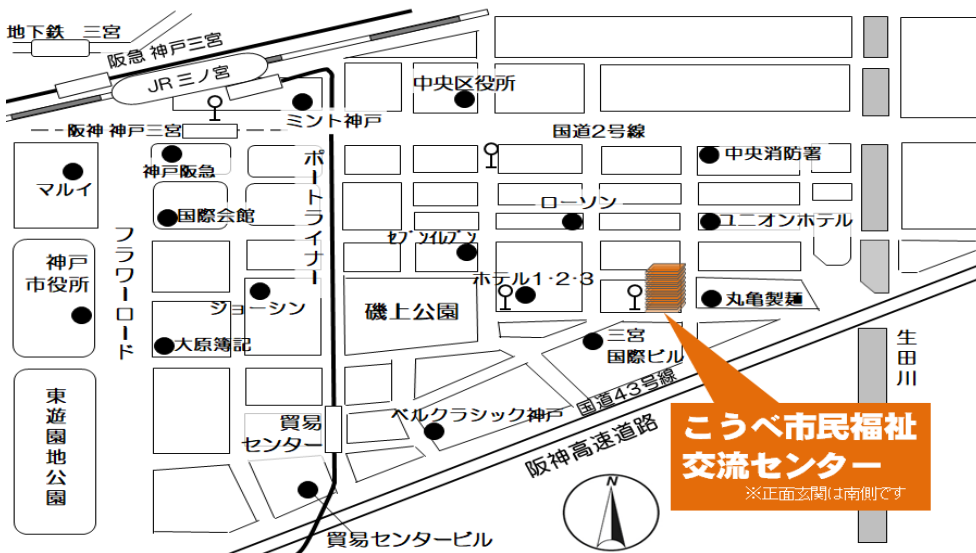 地下鉄 三宮
阪急 神戸三宮
JR 三ノ宮
中央区役所
ミント神戸
阪神 神戸三宮
国道2号線
神戸阪急
マルイ
ポートライナー
中央消防署
国際会館
ローソン
ユニオンホテル
フラワーロード
セブンイレブン
神戸
市役所
ホテル1・2・3
ジョーシン
磯上公園
丸亀製麺
大原簿記
三宮
国際ビル
生田川
国道43号線
東遊園地公園
貿易
センター
ベルクラシック神戸
阪神高速道路
こうべ市民福祉
交流センター
※正面玄関は南側です
N
貿易センタービル